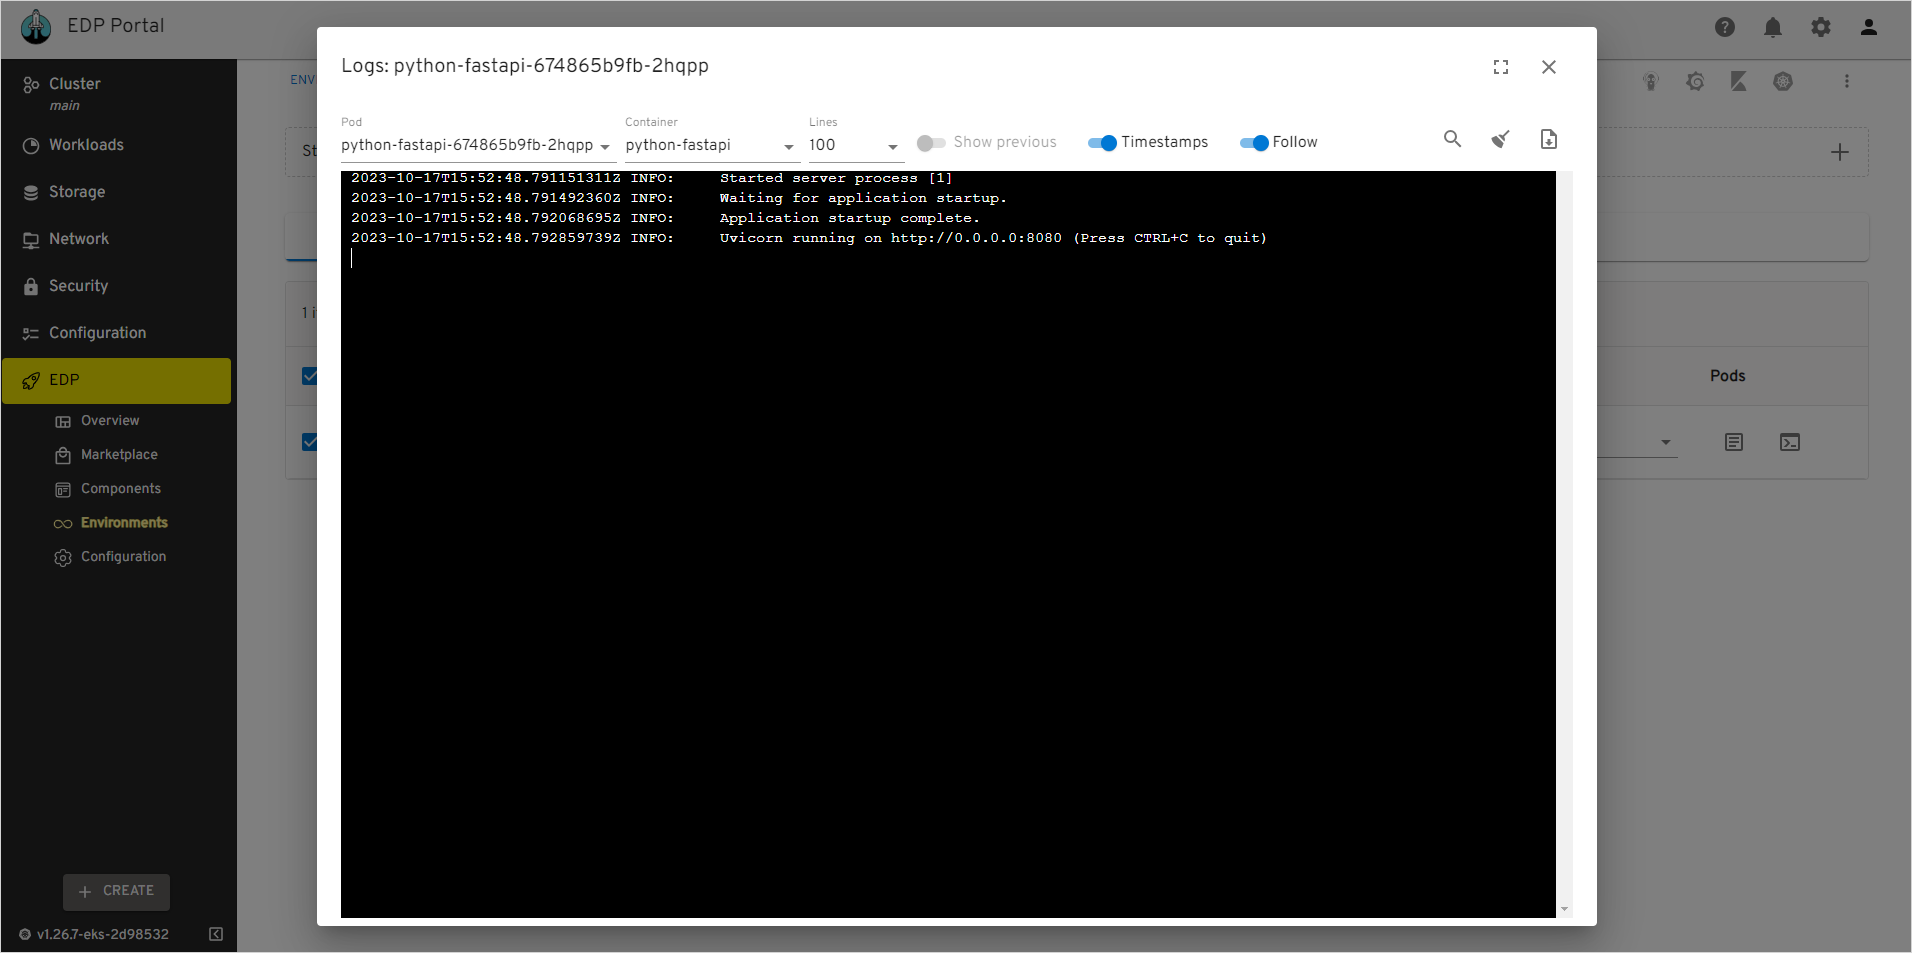 EDP Portal
Cluster
main
Workloads
Storage
Network
Security
Configuration
EDP
Overview
Marketplace
Components
Environments
Configuration
CREATE
v1.26.7-eks-2d98532
ENV
St
1 i
Pods
Logs: python-fastapi-674865b9fb-2hqpp
Pod
python-fastapi-674865b9fb-2hqpp
Container
python-fastapi
Lines
100
Show previous
Timestamps
Follow
2023-10-17T15:52:48.791151311Z INFO:     Started server process [1]
2023-10-17T15:52:48.791492360Z INFO:     Waiting for application startup.
2023-10-17T15:52:48.792068695Z INFO:     Application startup complete.
2023-10-17T15:52:48.792859739Z INFO:     Uvicorn running on http://0.0.0.0:8080 (Press CTRL+C to quit)